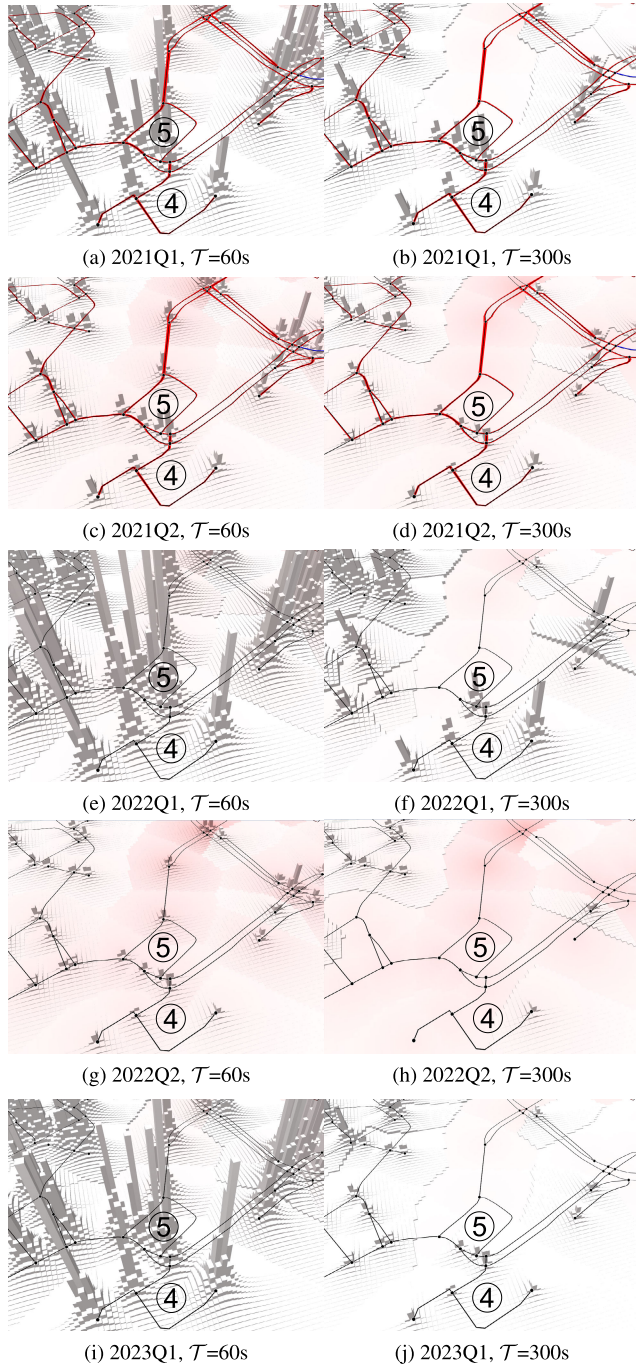 5
4
5
4
(a) 2021Q1, 𝒯=60s
(b) 2021Q1, 𝒯=300s
5
4
5
4
(c) 2021Q2, 𝒯=60s
(d) 2021Q2, 𝒯=300s
5
4
5
4
(e) 2022Q1, 𝒯=60s
(f) 2022Q1, 𝒯=300s
5
4
5
4
(g) 2022Q2, 𝒯=60s
(h) 2022Q2, 𝒯=300s
5
4
5
4
(i) 2023Q1, 𝒯=60s
(j) 2023Q1, 𝒯=300s